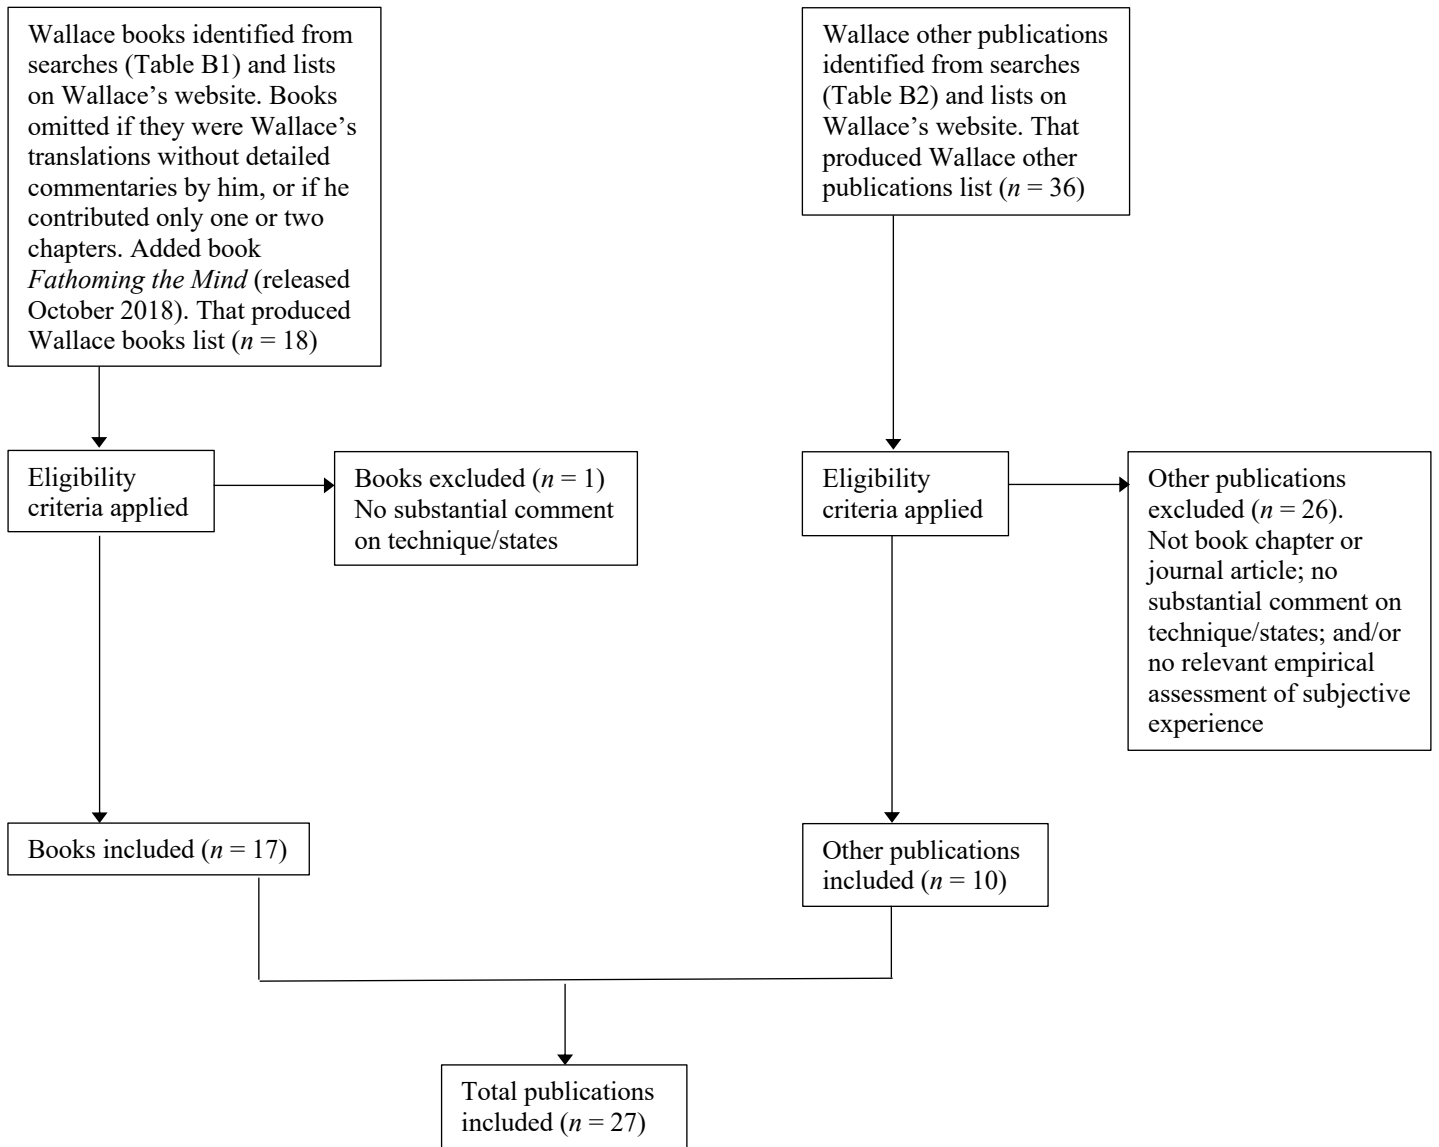 Wallace books identified from
searches (Table B1) and lists
on Wallace’s website. Books
omitted if they were Wallace’s
translations without detailed
commentaries by him, or if he
contributed only one or two
chapters. Added book
Fathoming the Mind (released
October 2018). That produced
Wallace books list (n = 18)
Wallace other publications
identified from searches
(Table B2) and lists on
Wallace’s website. That
produced Wallace other
publications list (n = 36)
Eligibility
criteria applied
Books excluded (n = 1)
No substantial comment
on technique/states
Eligibility
criteria applied
Other publications
excluded (n = 26).
Not book chapter or
journal article; no
substantial comment on
technique/states; and/or
no relevant empirical
assessment of subjective
experience
Books included (n = 17)
Other publications
included (n = 10)
Total publications
included (n = 27)